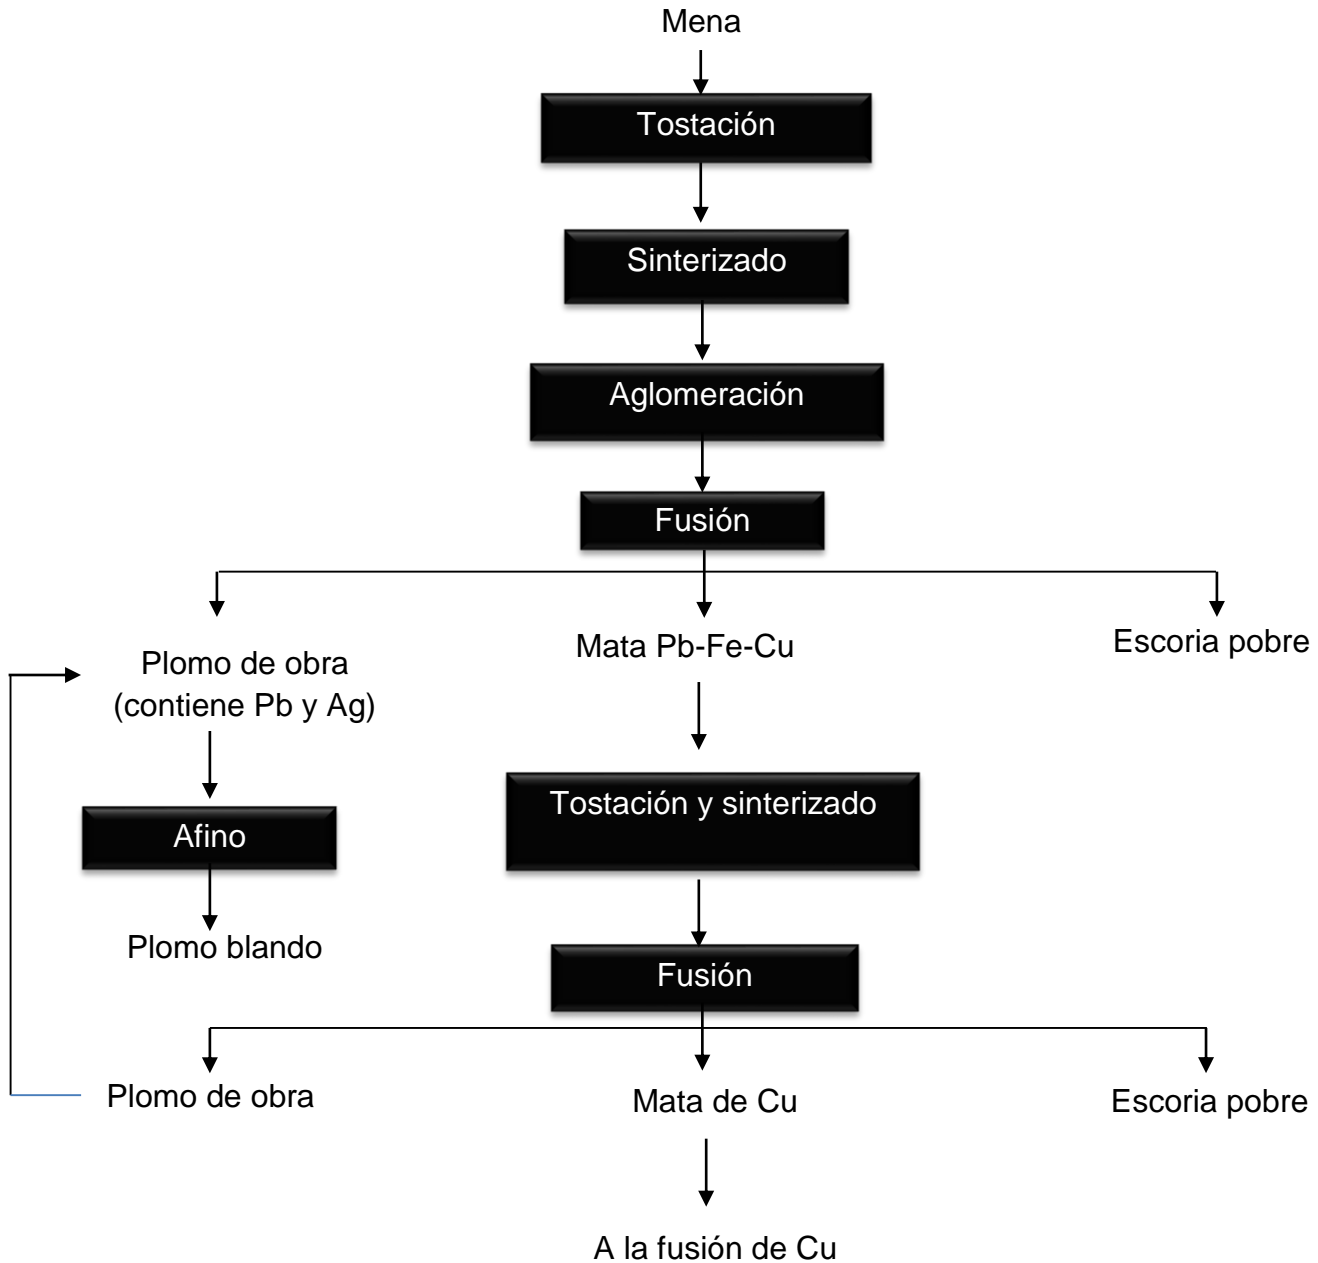 Mena
Tostación
Sinterizado
Aglomeración
Fusión
Plomo de obra
(contiene Pb y Ag)
Mata Pb-Fe-Cu
Escoria pobre
Tostación y sinterizado
Afino
Plomo blando
Fusión
Plomo de obra
Mata de Cu
Escoria pobre
A la fusión de Cu